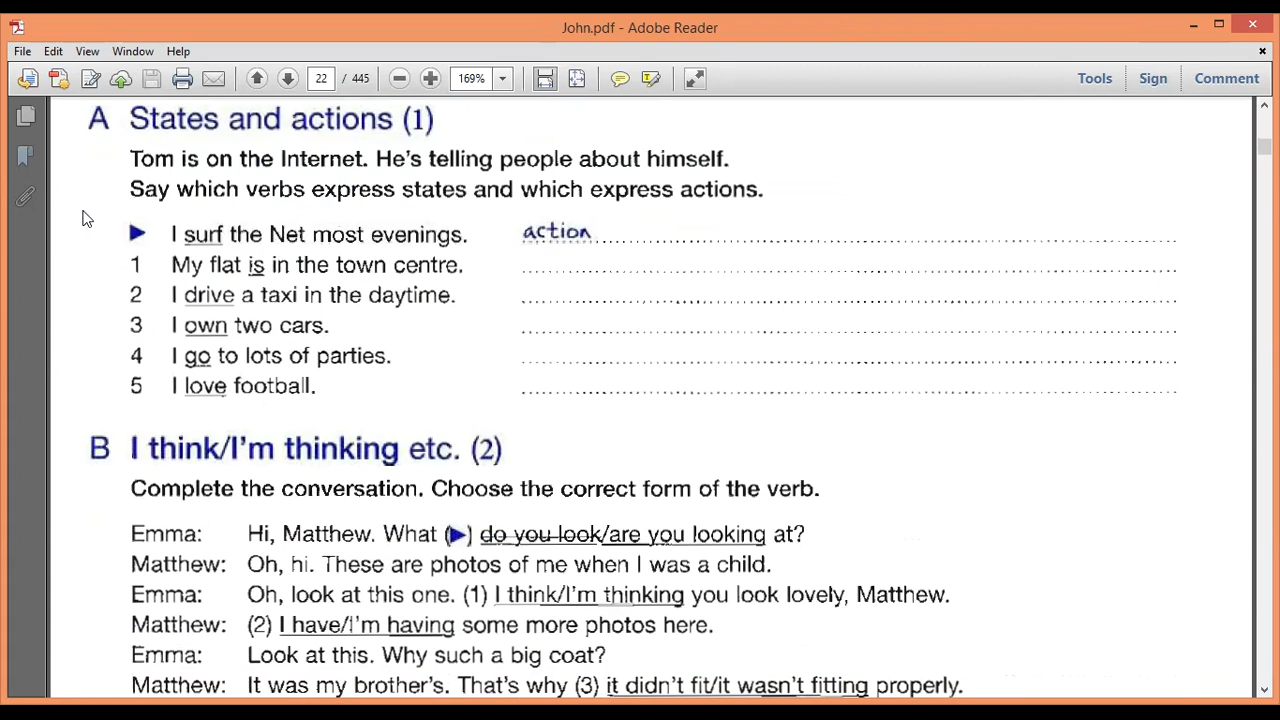 John.pdf - Adobe Reader
File Edit View Window Help
22 / 445 169% Tools Sign Comment
A States and actions (1)
Tom is on the Internet. He's telling people about himself.
Say which verbs express states and which express actions.
▶ I surf the Net most evenings. action
1 My flat is in the town centre.
2 I drive a taxi in the daytime.
3 I own two cars.
4 I go to lots of parties.
5 I love football.
B I think/I'm thinking etc. (2)
Complete the conversation. Choose the correct form of the verb.
Emma: Hi, Matthew. What (▶) do you look/are you looking at?
Matthew: Oh, hi. These are photos of me when I was a child.
Emma: Oh, look at this one. (1) I think/I'm thinking you look lovely, Matthew.
Matthew: (2) I have/I'm having some more photos here.
Emma: Look at this. Why such a big coat?
Matthew: It was my brother's. That's why (3) it didn't fit/it wasn't fitting properly.